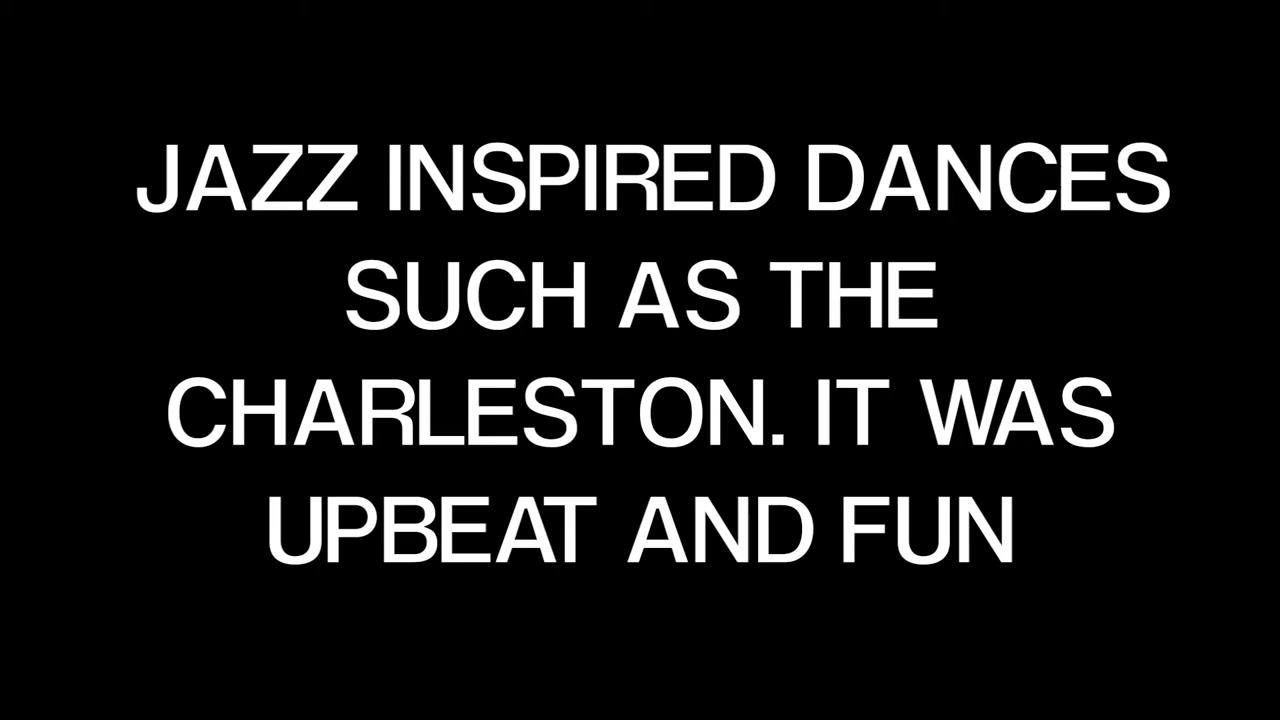 JAZZ INSPIRED DANCES
SUCH AS THE
CHARLESTON. IT WAS
UPBEAT AND FUN